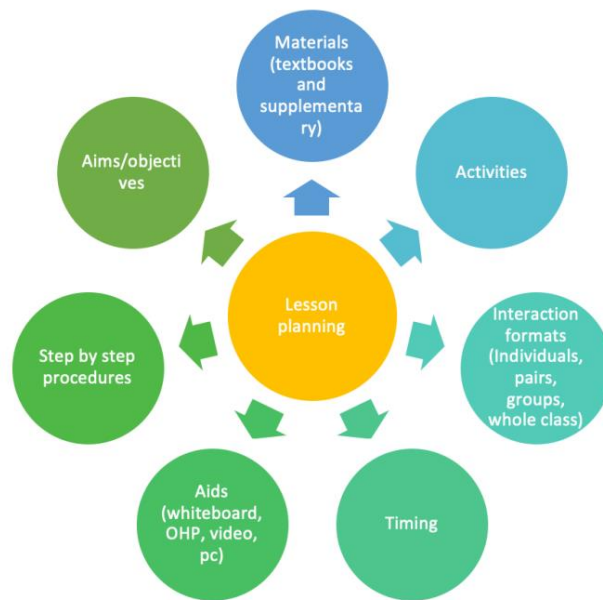 Materials
(textbooks
and
supplementa
ry)
Activities
Interaction
formats
(Individuals,
pairs,
groups,
whole class)
Timing
Aids
(whiteboard,
OHP, video,
pc)
Step by step
procedures
Aims/objecti
ves
Lesson
planning